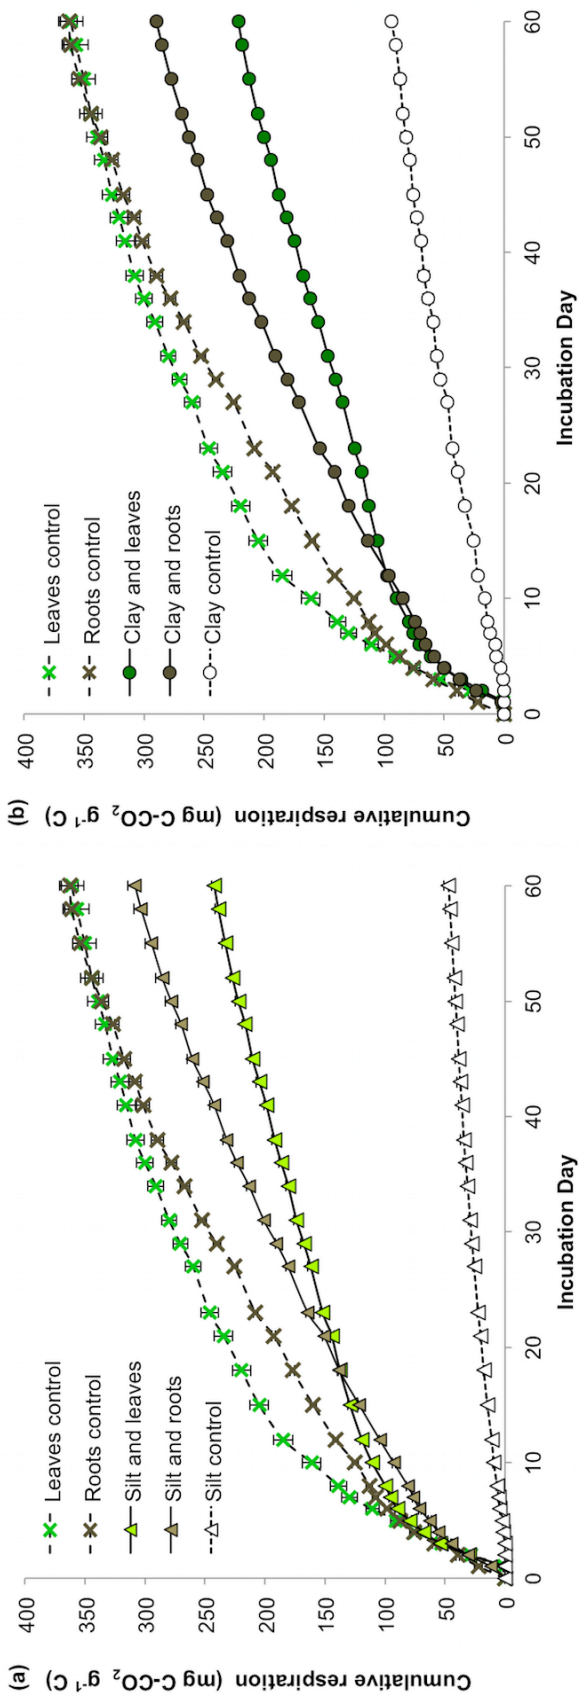 (a)
Cumulative respiration (mg C-CO2 g-1 C)
400
350
300
250
200
150
100
50
0
Leaves control
Roots control
Silt and leaves
Silt and roots
Silt control
0
10
20
30
40
50
60
Incubation Day
(b)
Cumulative respiration (mg C-CO2 g-1 C)
400
350
300
250
200
150
100
50
0
Leaves control
Roots control
Clay and leaves
Clay and roots
Clay control
0
10
20
30
40
50
60
Incubation Day